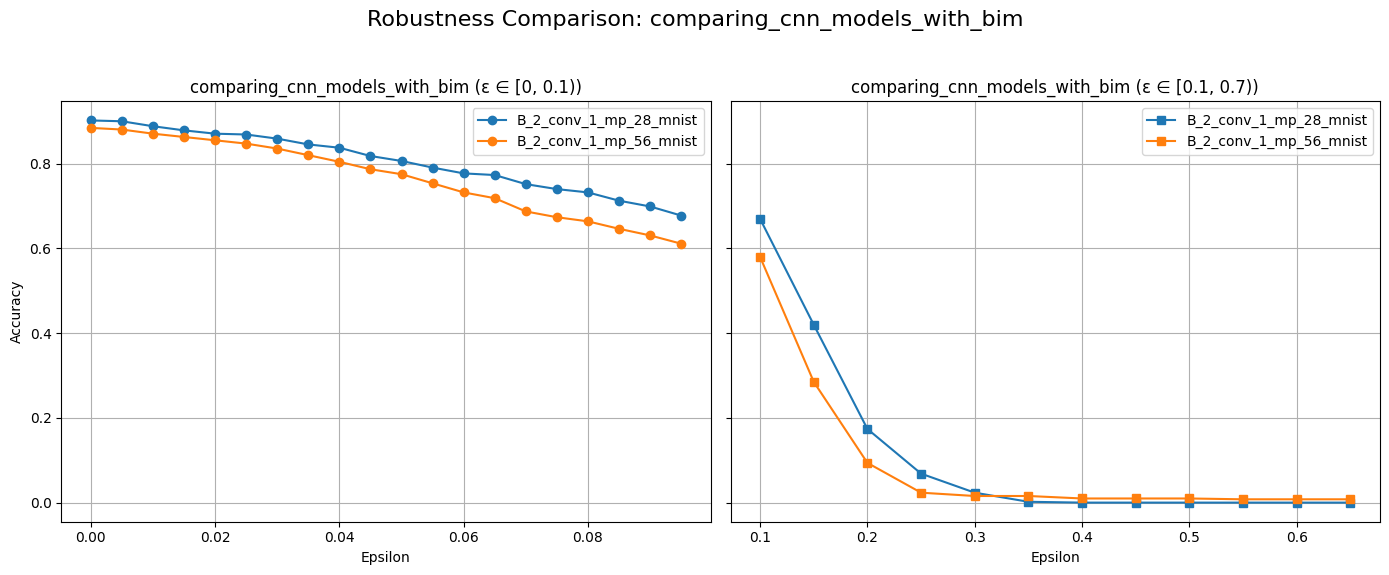 Robustness Comparison: comparing_cnn_models_with_bim
comparing_cnn_models_with_bim (ε ∈ [0, 0.1))
B_2_conv_1_mp_28_mnist
B_2_conv_1_mp_56_mnist
Accuracy
0.8
0.6
0.4
0.2
0.0
0.00 0.02 0.04 0.06 0.08
Epsilon
comparing_cnn_models_with_bim (ε ∈ [0.1, 0.7))
B_2_conv_1_mp_28_mnist
B_2_conv_1_mp_56_mnist
0.1 0.2 0.3 0.4 0.5 0.6
Epsilon